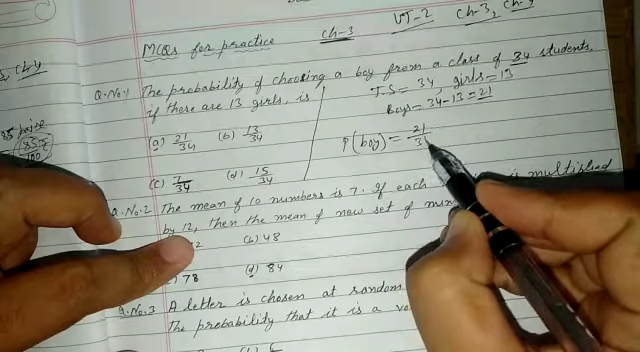 UT-2 Ch-3, Ch-
MCQs for practice Ch-3
Q.No.1 The probability of choosing a boy from a class of 34 students,
if there are 13 girls, is
T.S = 34, girls = 13
Boys = 34-13 = 21
(a) 21/34 (b) 13/34
P(boy) = 21/34
(c) 7/34 (d) 15/34
Q.No.2 The mean of 10 numbers is 7. If each is multiplied
by 12, then the mean of new set of
2 (b) 48
78 (d) 84
Q.No.3 A letter is chosen at random
The probability that it is a